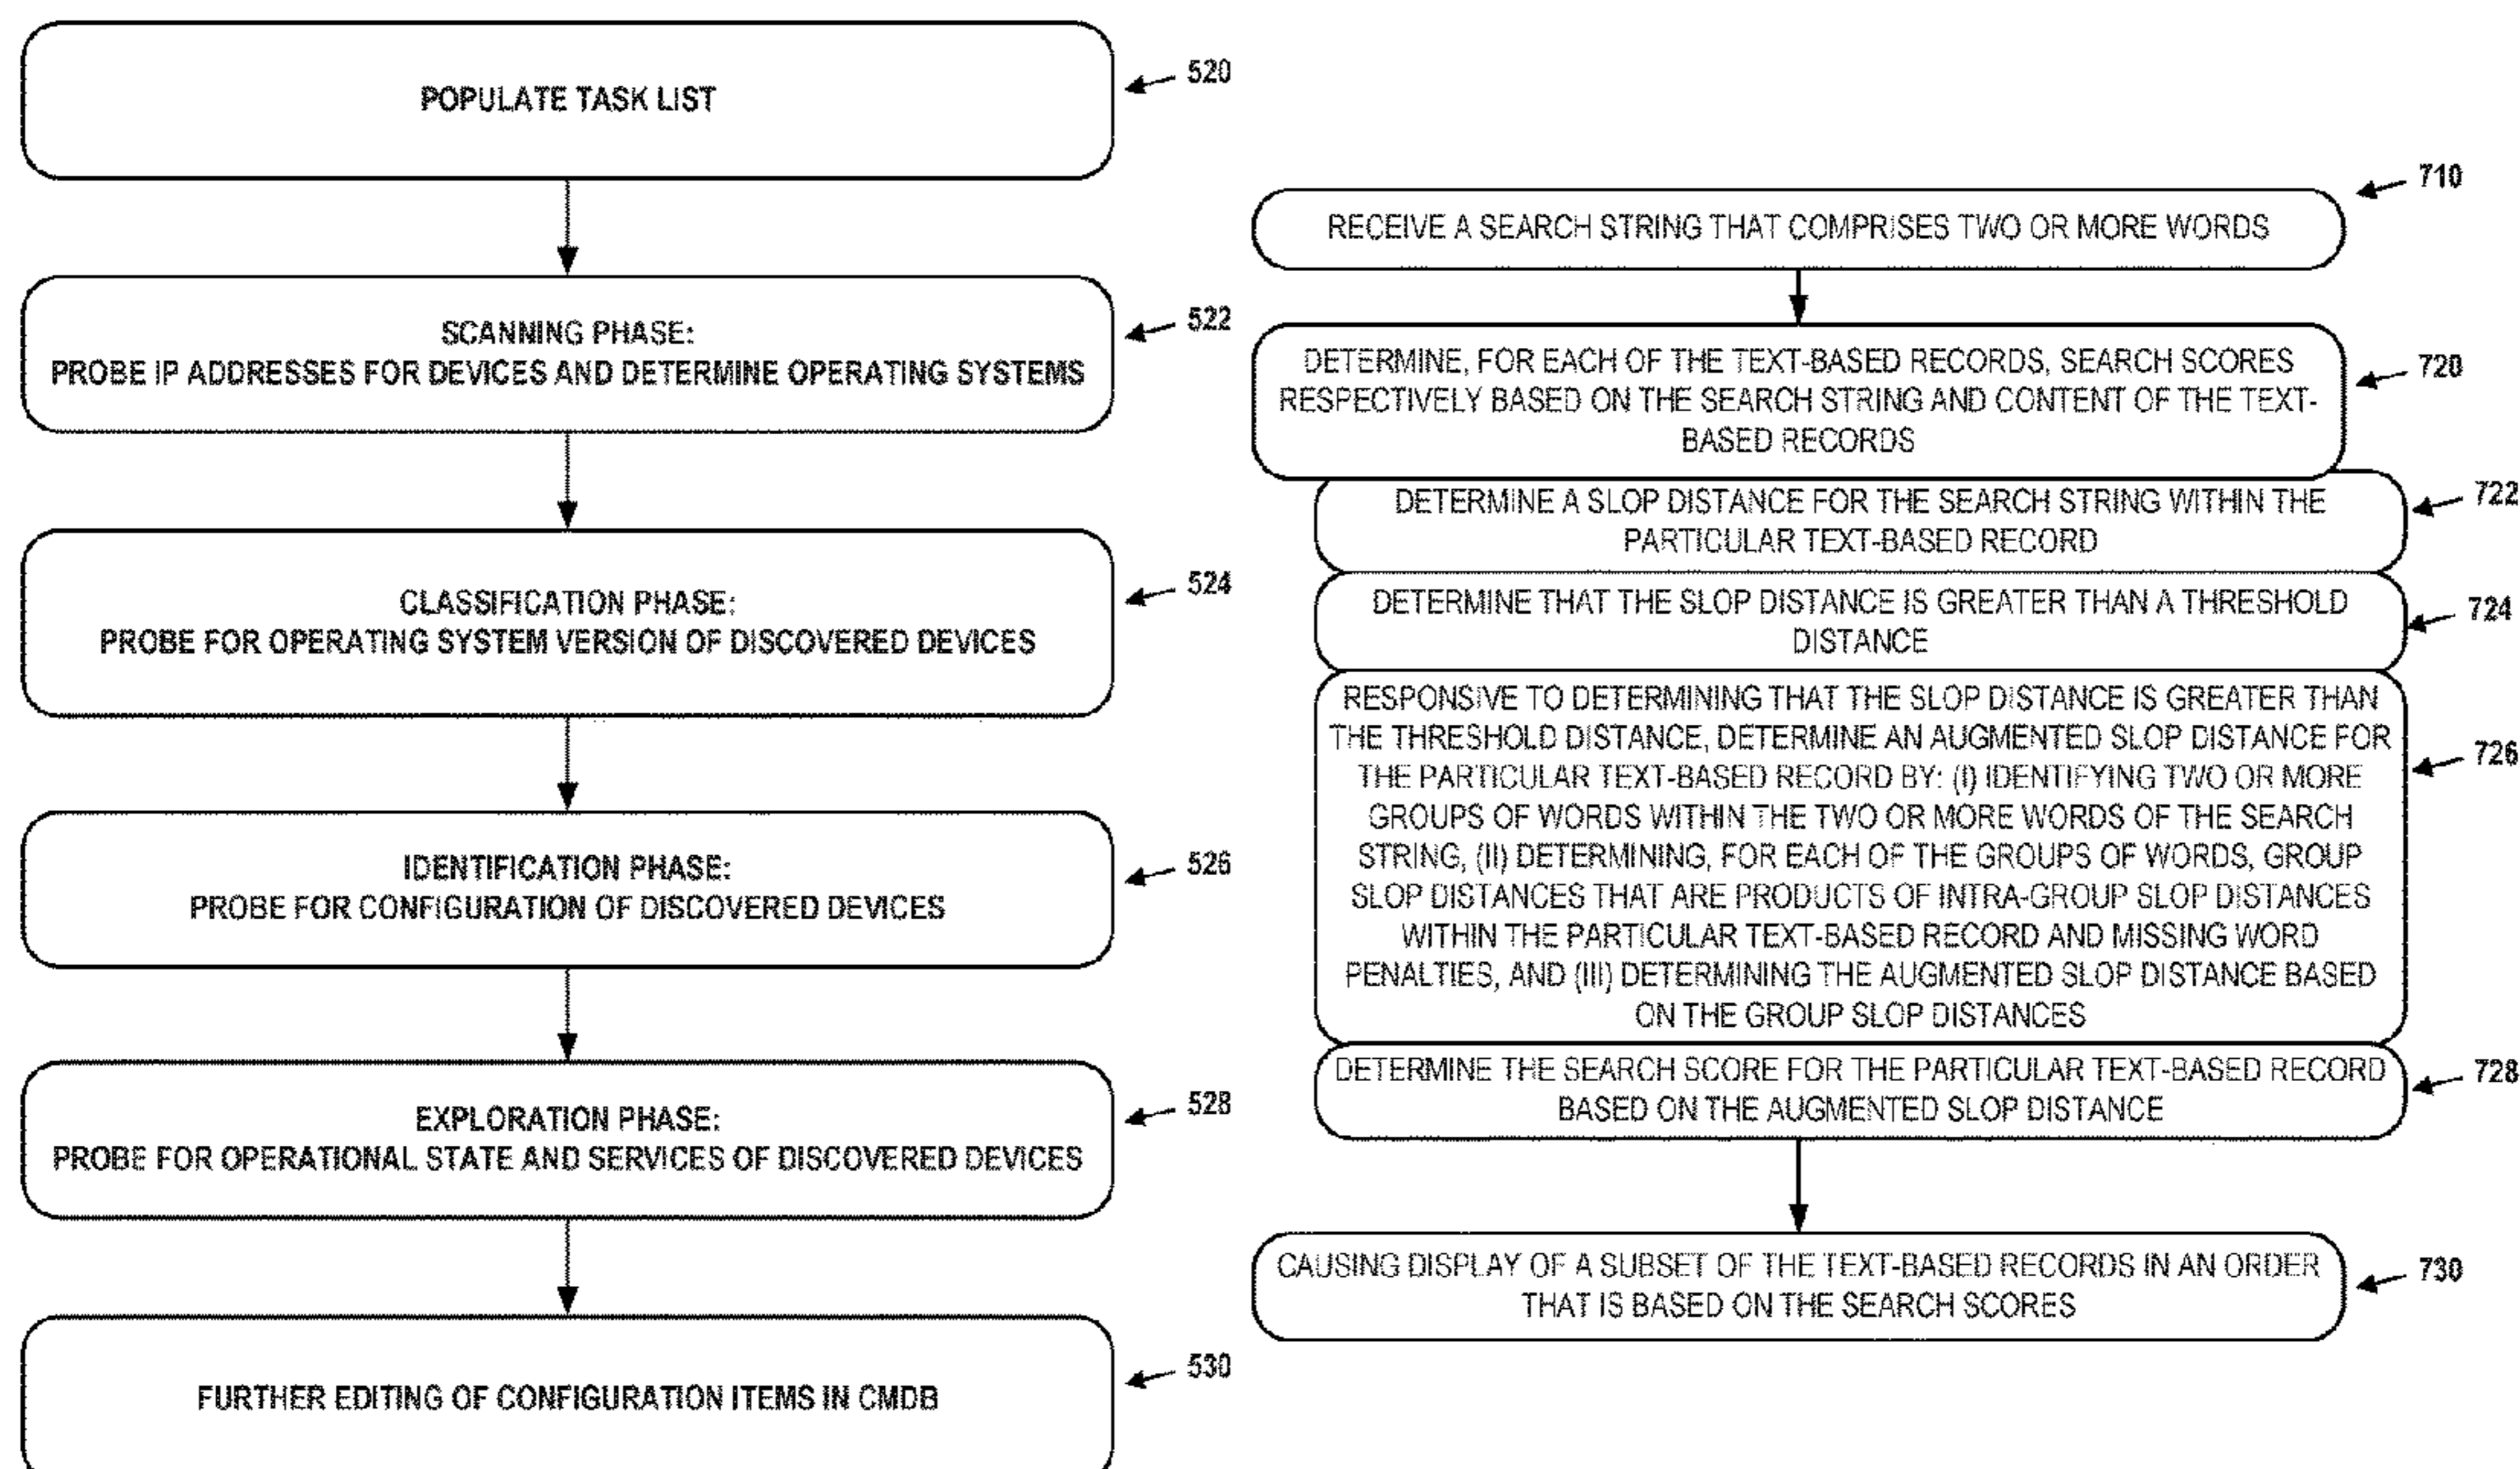 POPULATE TASK LIST
520
SCANNING PHASE:
PROBE IP ADDRESSES FOR DEVICES AND DETERMINE OPERATING SYSTEMS
522
CLASSIFICATION PHASE:
PROBE FOR OPERATING SYSTEM VERSION OF DISCOVERED DEVICES
524
IDENTIFICATION PHASE:
PROBE FOR CONFIGURATION OF DISCOVERED DEVICES
526
EXPLORATION PHASE:
PROBE FOR OPERATIONAL STATE AND SERVICES OF DISCOVERED DEVICES
528
FURTHER EDITING OF CONFIGURATION ITEMS IN CMDB
530
RECEIVE A SEARCH STRING THAT COMPRISES TWO OR MORE WORDS
710
DETERMINE, FOR EACH OF THE TEXT-BASED RECORDS, SEARCH SCORES
RESPECTIVELY BASED ON THE SEARCH STRING AND CONTENT OF THE TEXT-
BASED RECORDS
720
DETERMINE A SLOP DISTANCE FOR THE SEARCH STRING WITHIN THE
PARTICULAR TEXT-BASED RECORD
722
DETERMINE THAT THE SLOP DISTANCE IS GREATER THAN A THRESHOLD
DISTANCE
724
RESPONSIVE TO DETERMINING THAT THE SLOP DISTANCE IS GREATER THAN
THE THRESHOLD DISTANCE, DETERMINE AN AUGMENTED SLOP DISTANCE FOR
THE PARTICULAR TEXT-BASED RECORD BY: (I) IDENTIFYING TWO OR MORE
GROUPS OF WORDS WITHIN THE TWO OR MORE WORDS OF THE SEARCH
STRING, (II) DETERMINING, FOR EACH OF THE GROUPS OF WORDS, GROUP
SLOP DISTANCES THAT ARE PRODUCTS OF INTRA-GROUP SLOP DISTANCES
WITHIN THE PARTICULAR TEXT-BASED RECORD AND MISSING WORD
PENALTIES, AND (III) DETERMINING THE AUGMENTED SLOP DISTANCE BASED
ON THE GROUP SLOP DISTANCES
726
DETERMINE THE SEARCH SCORE FOR THE PARTICULAR TEXT-BASED RECORD
BASED ON THE AUGMENTED SLOP DISTANCE
728
CAUSING DISPLAY OF A SUBSET OF THE TEXT-BASED RECORDS IN AN ORDER
THAT IS BASED ON THE SEARCH SCORES
730